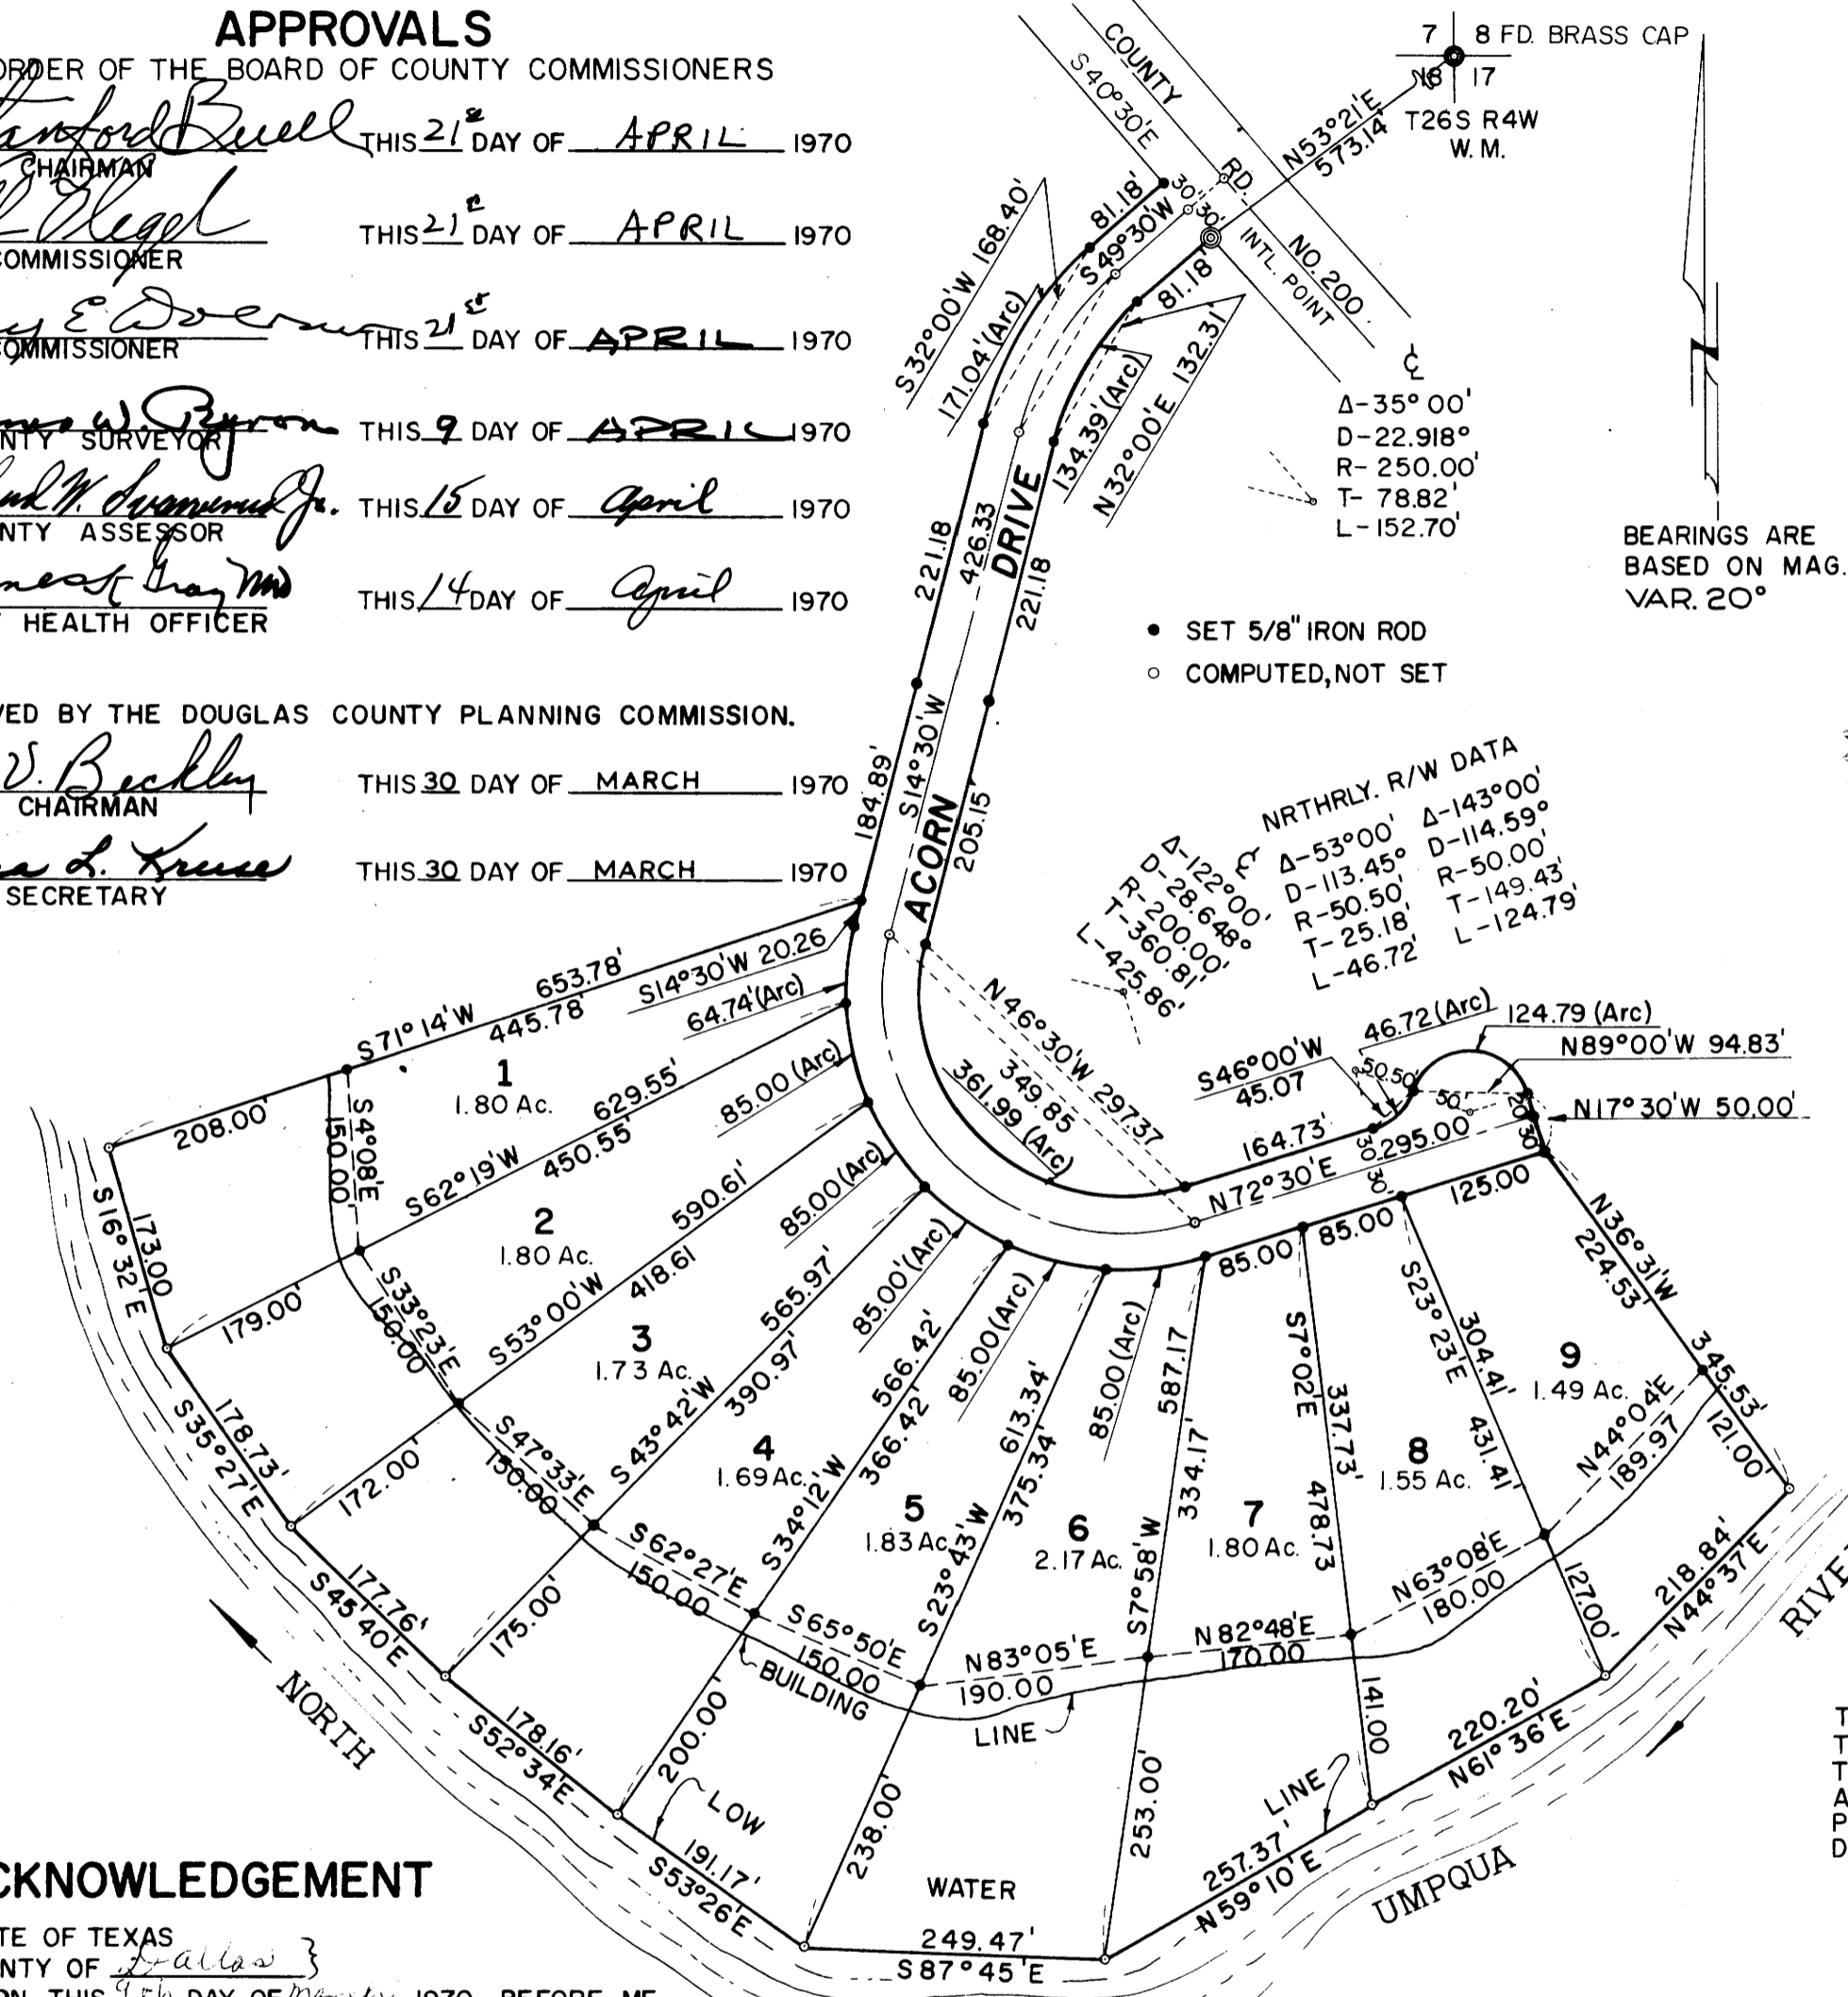 APPROVALS
ORDER OF THE BOARD OF COUNTY COMMISSIONERS
Buell THIS 21st DAY OF APRIL 1970
CHAIRMAN
THIS 21st DAY OF APRIL 1970
COMMISSIONER
THIS 21st DAY OF APRIL 1970
COMMISSIONER
THIS 9 DAY OF APRIL 1970
NTY SURVEYOR
THIS 15 DAY OF April 1970
NTY ASSESSOR
Gray MD THIS 14 DAY OF April 1970
HEALTH OFFICER
VED BY THE DOUGLAS COUNTY PLANNING COMMISSION.
V. Beckley THIS 30 DAY OF MARCH 1970
CHAIRMAN
L. Kruse THIS 30 DAY OF MARCH 1970
SECRETARY
COUNTY RD. NO. 200
S40°30'E
7 8 FD. BRASS CAP
18 17
T26S R4W
W. M.
N53°21'E
573.14'
30' 30'
INTL. POINT
81.18'
S49°30'W
81.18'
S32°00'W 168.40'
171.04' (Arc)
134.39' (Arc)
N32°00'E 132.31'
℄
Δ-35°00'
D-22.918°
R-250.00'
T-78.82'
L-152.70'
N
BEARINGS ARE
BASED ON MAG.
VAR. 20°
● SET 5/8" IRON ROD
○ COMPUTED, NOT SET
221.18
426.33
221.18
ACORN DRIVE
184.89'
S14°30'W
205.15'
℄ NRTHRLY. R/W DATA
Δ-122°00'
D-28.648°
R-200.00'
T-360.81'
L-425.86'
Δ-53°00'
D-113.45°
R-50.50'
T-25.18'
L-46.72'
Δ-143°00'
D-114.59°
R-50.00'
T-149.43'
L-124.79'
653.78'
S71°14'W
445.78'
S14°30'W 20.26
64.74' (Arc)
N46°30'W 297.37
349.85
361.99 (Arc)
S46°00'W
45.07
46.72 (Arc)
124.79 (Arc)
N89°00'W 94.83'
N17°30'W 50.00'
50.50'
50'
20'
30'
164.73'
295.00
N72°30'E
30' 30'
125.00
85.00
85.00
208.00'
S4°08'E
150.00'
1
1.80 Ac.
629.55'
S62°19'W
450.55'
85.00 (Arc)
S16°32'E
173.00
179.00'
2
1.80 Ac.
590.61'
S53°00'W
418.61
85.00 (Arc)
S33°23'E
150.00
S35°27'E
178.73'
172.00'
3
1.73 Ac.
565.97'
S43°42'W
390.97'
85.00' (Arc)
S47°33'E
150.00
S45°40'E
177.76'
175.00'
4
1.69 Ac.
566.42'
S34°12'W
366.42'
85.00 (Arc)
S62°27'E
150.00
S52°34'E
178.16'
200.00'
5
1.83 Ac.
613.34'
S23°43'W
375.34'
85.00 (Arc)
S65°50'E
150.00
S53°26'E
191.17'
238.00'
6
2.17 Ac.
587.17
S7°58'W
334.17'
N83°05'E
190.00
249.47'
S87°45'E
253.00'
7
1.80 Ac.
S7°02'E
337.73'
478.73
N82°48'E
170.00
257.37'
N59°10'E
141.00
8
1.55 Ac.
S23°23'E
304.41'
431.41'
N63°08'E
180.00
220.20'
N61°36'E
127.00'
9
1.49 Ac.
N36°31'W
224.53'
345.53'
121.00'
N44°04'E
189.97
218.84'
N44°37'E
BUILDING LINE
LOW WATER LINE
NORTH UMPQUA RIVE
T
T
T
A
P
D
CKNOWLEDGEMENT
TE OF TEXAS
NTY OF Dallas }
ON THIS 9th DAY OF 1970, BEFORE ME